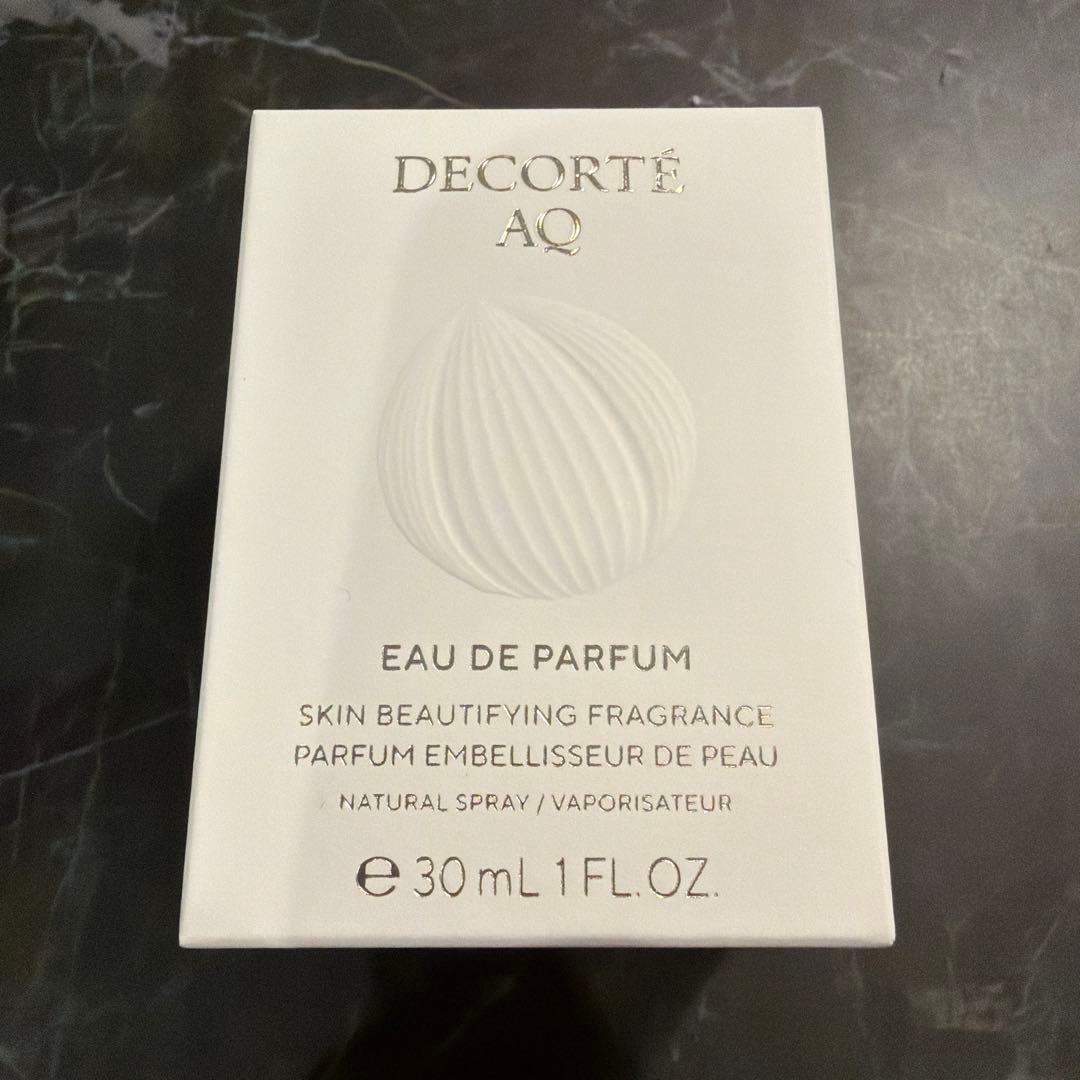 DECORTÉ
AQ
EAU DE PARFUM
SKIN BEAUTIFYING FRAGRANCE
PARFUM EMBELLISSEUR DE PEAU
NATURAL SPRAY / VAPORISATEUR
℮ 30 mL 1 FL.OZ.